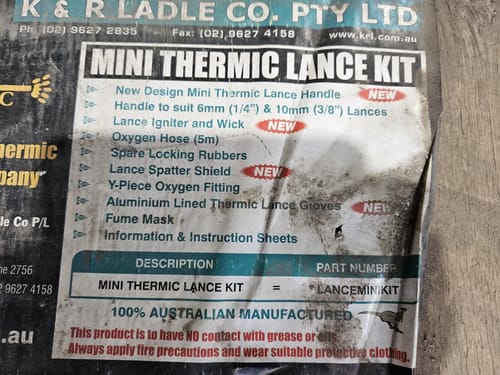 K & R LADLE CO. PTY LTD
Ph: (02) 9627 2835 - Fax: (02) 9627 4158 - www.krl.com.au
MINI THERMIC LANCE KIT
New Design Mini Thermic Lance Handle NEW
Handle to suit 6mm (1/4") & 10mm (3/8") Lances
Lance Igniter and Wick NEW
Oxygen Hose (5m)
Spare Locking Rubbers
Lance Spatter Shield NEW
Y-Piece Oxygen Fitting
Aluminium Lined Thermic Lance Gloves NEW
Fume Mask
Information & Instruction Sheets
DESCRIPTION PART NUMBER
MINI THERMIC LANCE KIT = LANCEMINIKIT
100% AUSTRALIAN MANUFACTURED
This product is to have NO contact with grease or oils.
Always apply fire precautions and wear suitable protective clothing.
C
ermic
pany
le Co P/L
ne 2756
2 9627 4158
.au